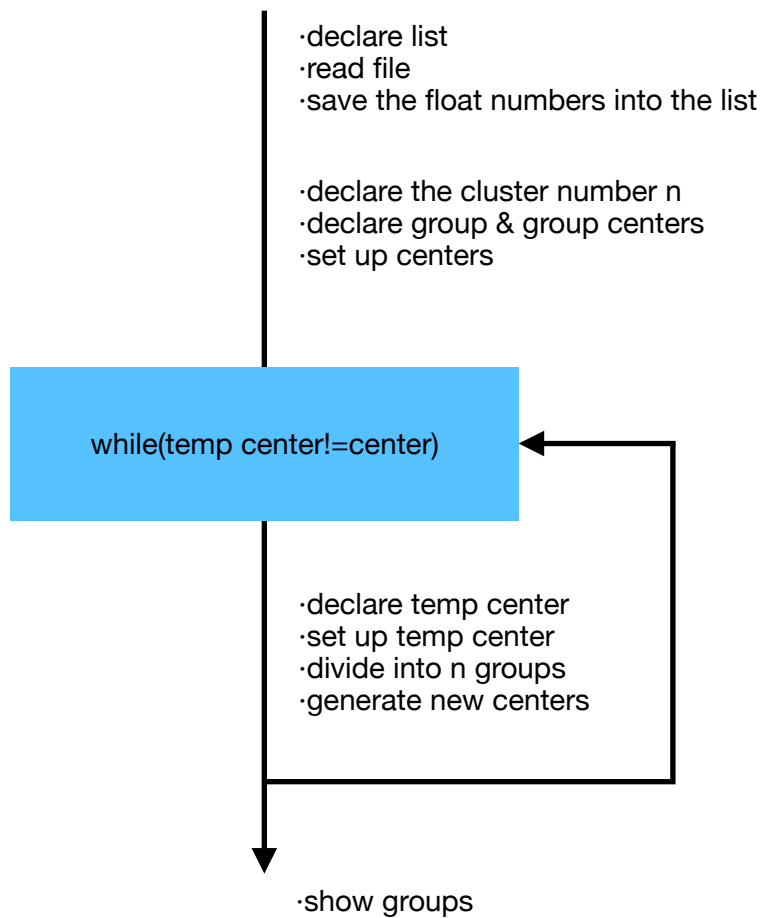 ·declare list
·read file
·save the float numbers into the list
·declare the cluster number n
·declare group & group centers
·set up centers
while(temp center!=center)
·declare temp center
·set up temp center
·divide into n groups
·generate new centers
·show groups